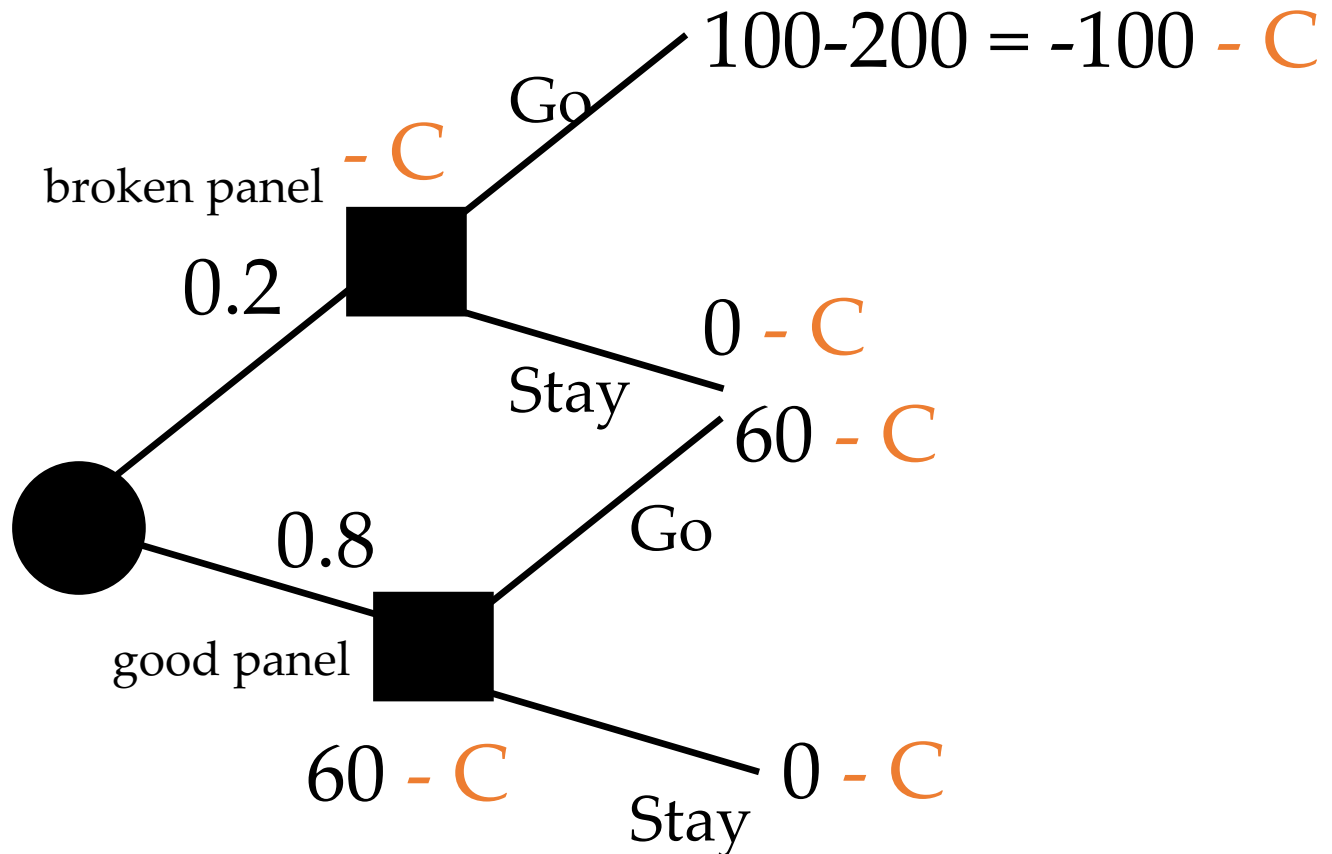 100-200 = -100 - C
Go
- C
broken panel
0.2
0 - C
Stay
60 - C
Go
0.8
good panel
60 - C
0 - C
Stay